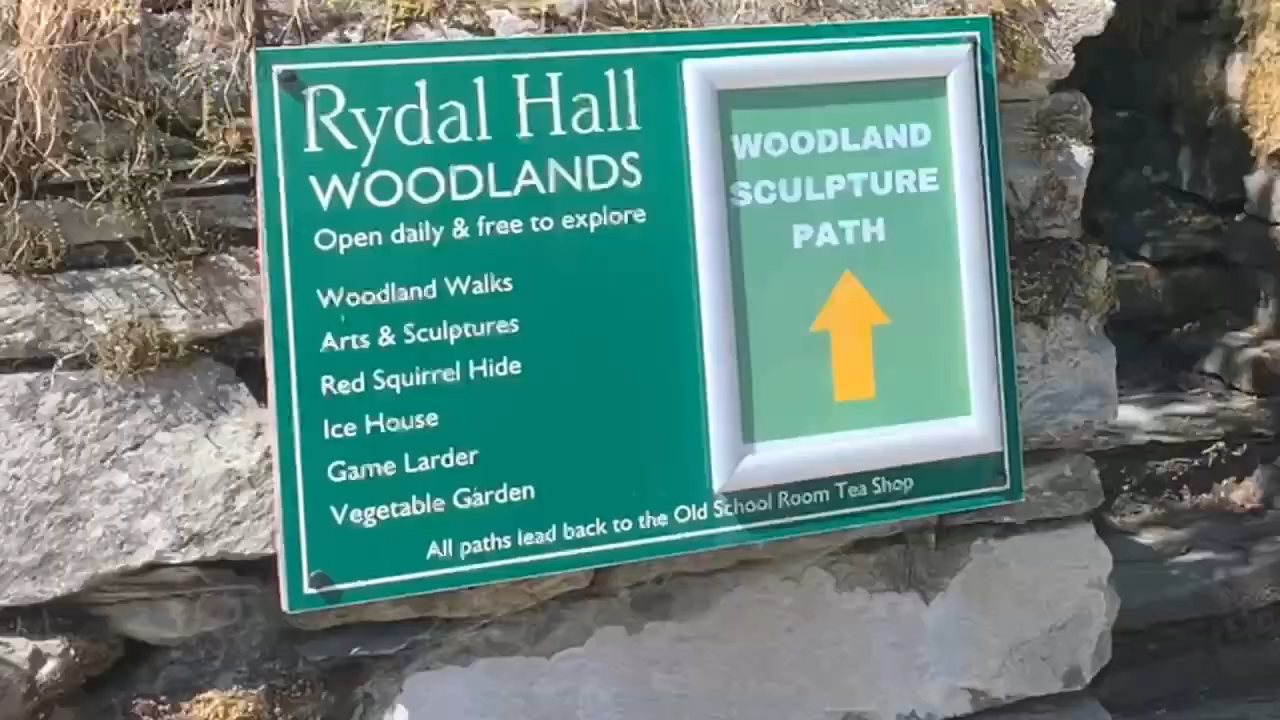 Rydal Hall
WOODLANDS
Open daily & free to explore
Woodland Walks
Arts & Sculptures
Red Squirrel Hide
Ice House
Game Larder
Vegetable Garden
All paths lead back to the Old School Room Tea Shop
WOODLAND
SCULPTURE
PATH